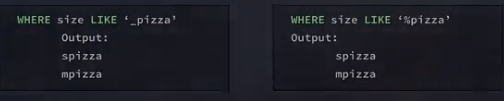 WHERE size LIKE ‘_pizza’
Output:
spizza
mpizza
WHERE size LIKE ‘%pizza’
Output:
spizza
mpizza